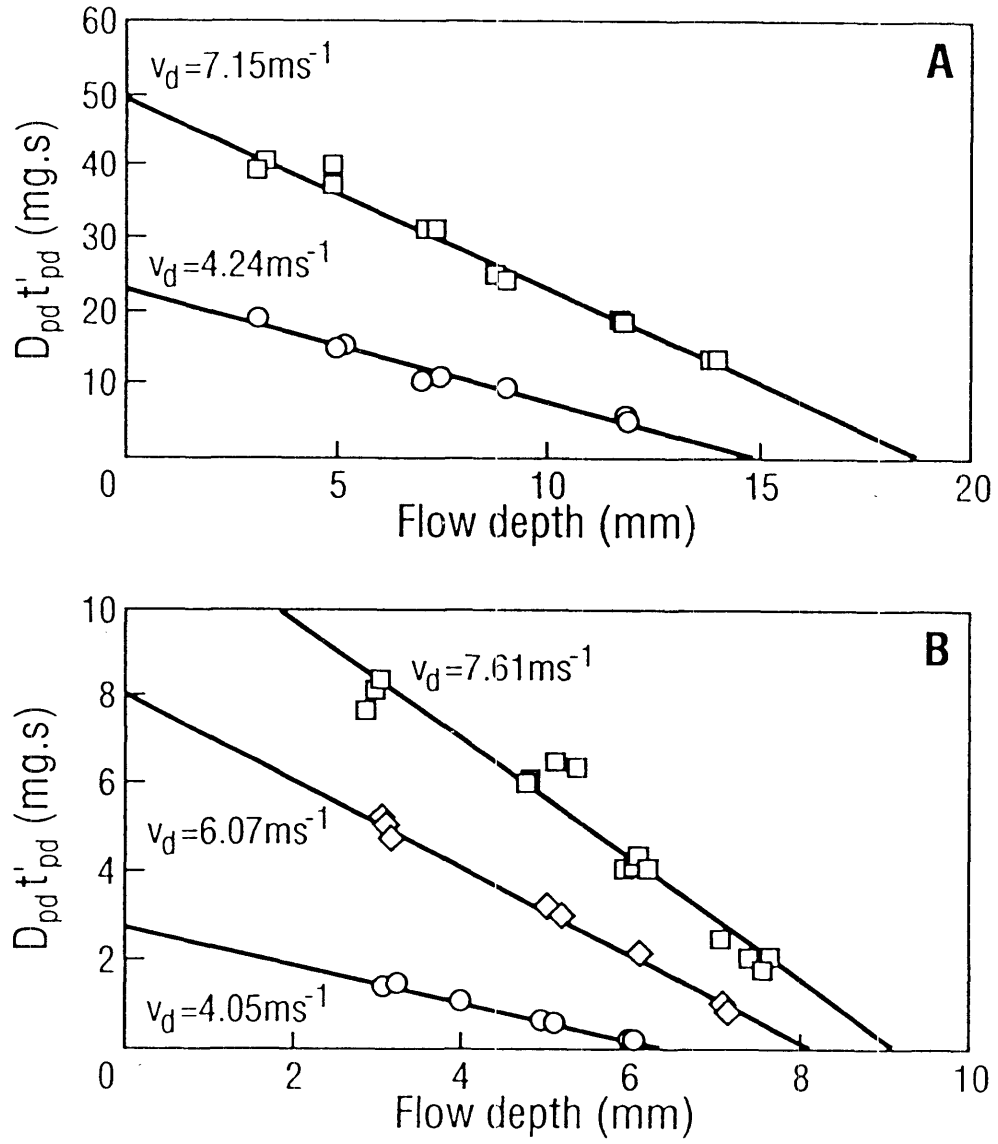 A
60
50
40
30
20
10
0
5
10
15
20
v_d=7.15ms⁻¹
v_d=4.24ms⁻¹
D_pd t'_pd (mg.s)
Flow depth (mm)
B
10
8
6
4
2
0
2
4
6
8
10
v_d=7.61ms⁻¹
v_d=6.07ms⁻¹
v_d=4.05ms⁻¹
D_pd t'_pd (mg.s)
Flow depth (mm)